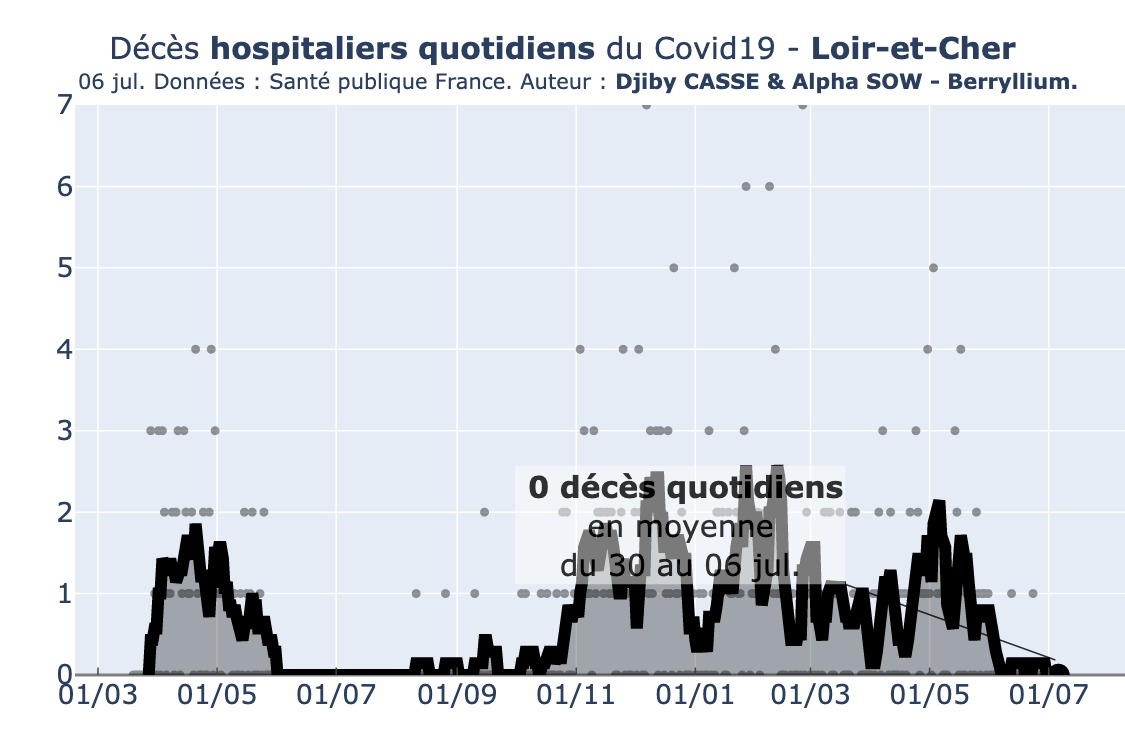 Décès hospitaliers quotidiens du Covid19 - Loir-et-Cher
06 jul. Données : Santé publique France. Auteur : Djiby CASSE & Alpha SOW - Berryllium.
7
6
5
4
3
2
1
0
0 décès quotidiens
en moyenne
du 30 au 06 jul.
01/03 01/05 01/07 01/09 01/11 01/01 01/03 01/05 01/07